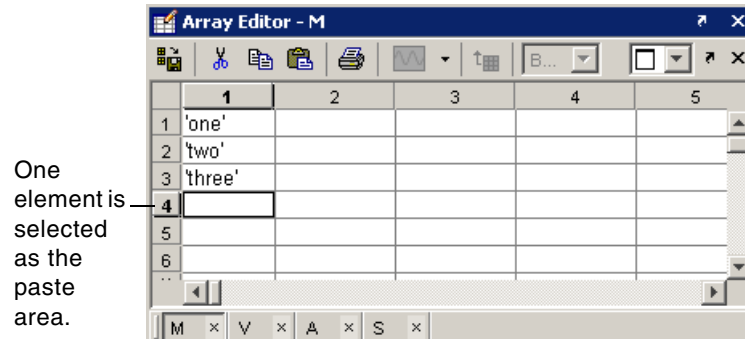 Array Editor - M
B...
1 2 3 4 5
1 'one'
2 'two'
3 'three'
4
5
6
One
element is
selected
as the
paste
area.
M × V × A × S ×